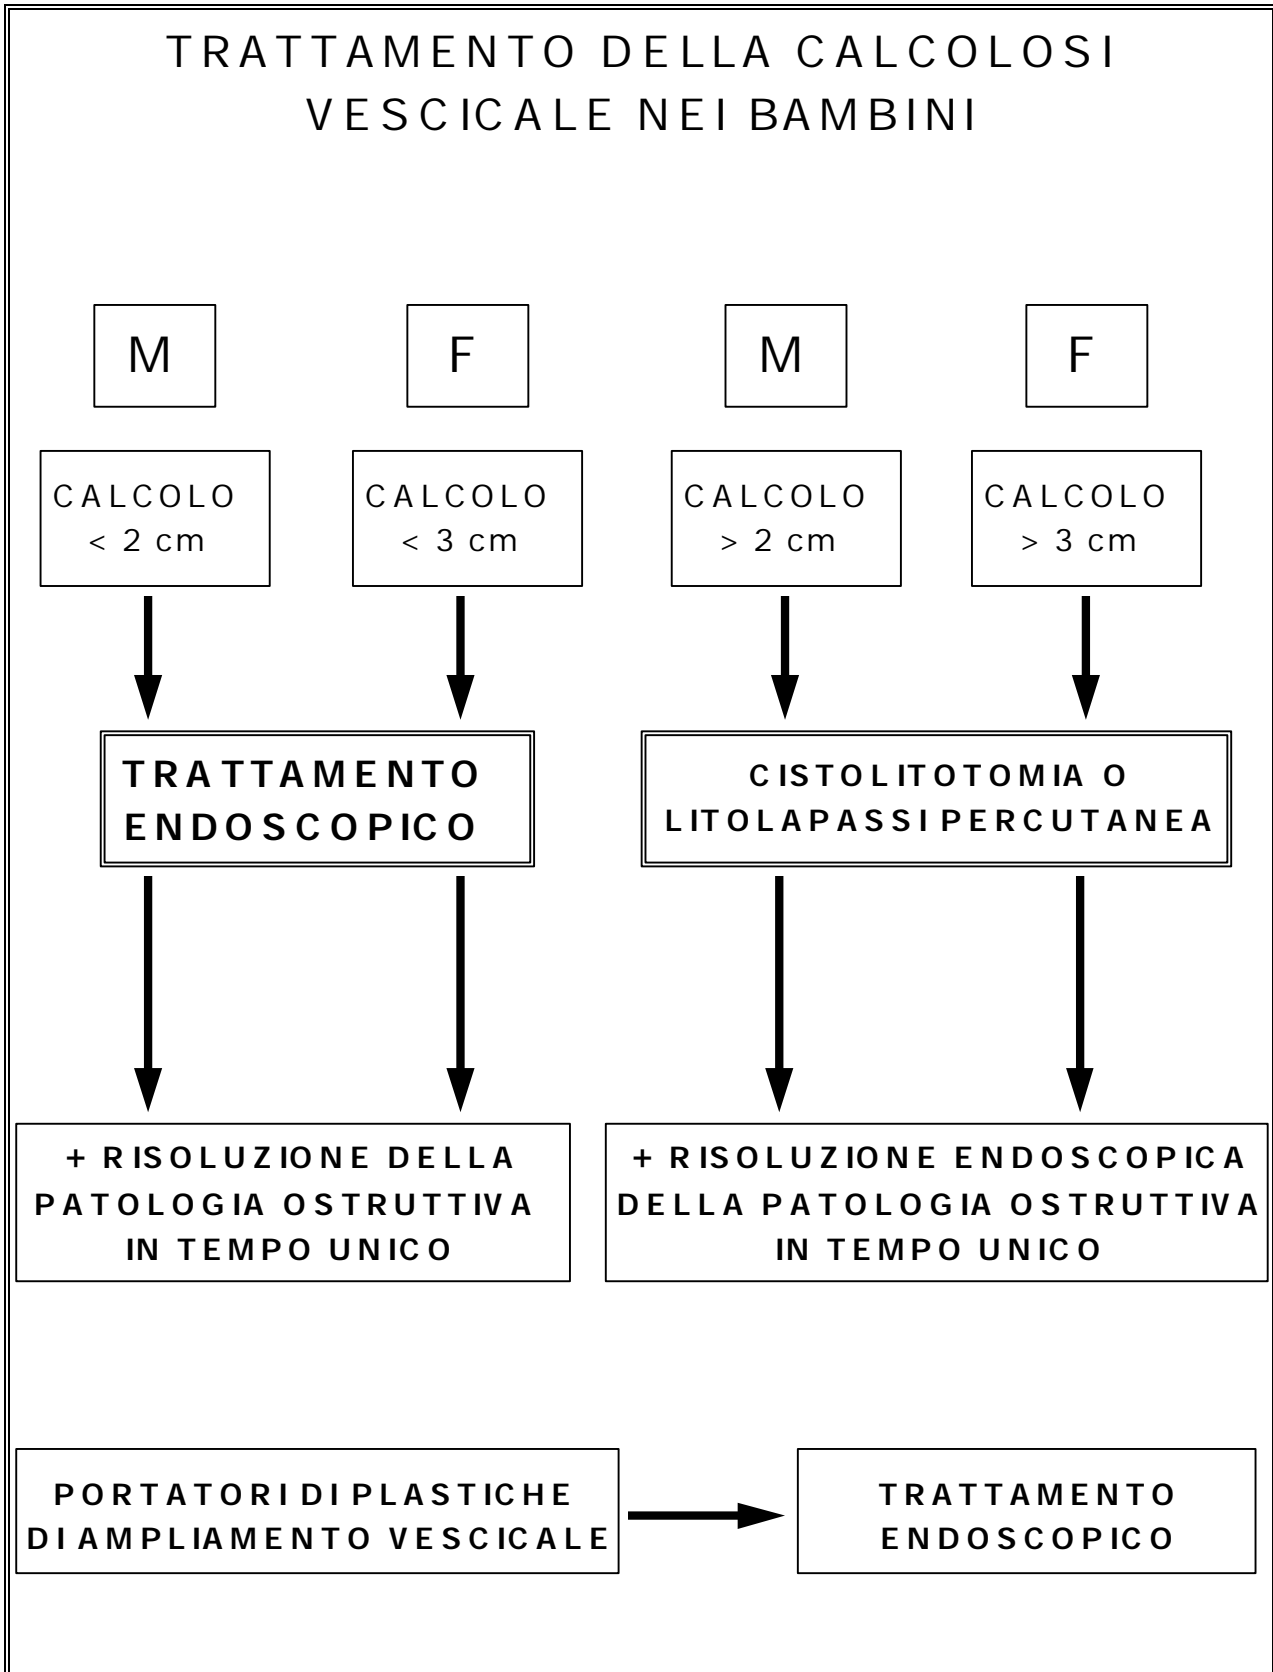 TRATTAMENTO DELLA CALCOLOSI
VESCICALE NEI BAMBINI
M
F
M
F
CALCOLO
< 2 cm
CALCOLO
< 3 cm
CALCOLO
> 2 cm
CALCOLO
> 3 cm
TRATTAMENTO
ENDOSCOPICO
CISTOLITOTOMIA O
LITOLAPASSI PERCUTANEA
+ RISOLUZIONE DELLA
PATOLOGIA OSTRUTTIVA
IN TEMPO UNICO
+ RISOLUZIONE ENDOSCOPICA
DELLA PATOLOGIA OSTRUTTIVA
IN TEMPO UNICO
PORTATORI DI PLASTICHE
DI AMPLIAMENTO VESCICALE
TRATTAMENTO
ENDOSCOPICO